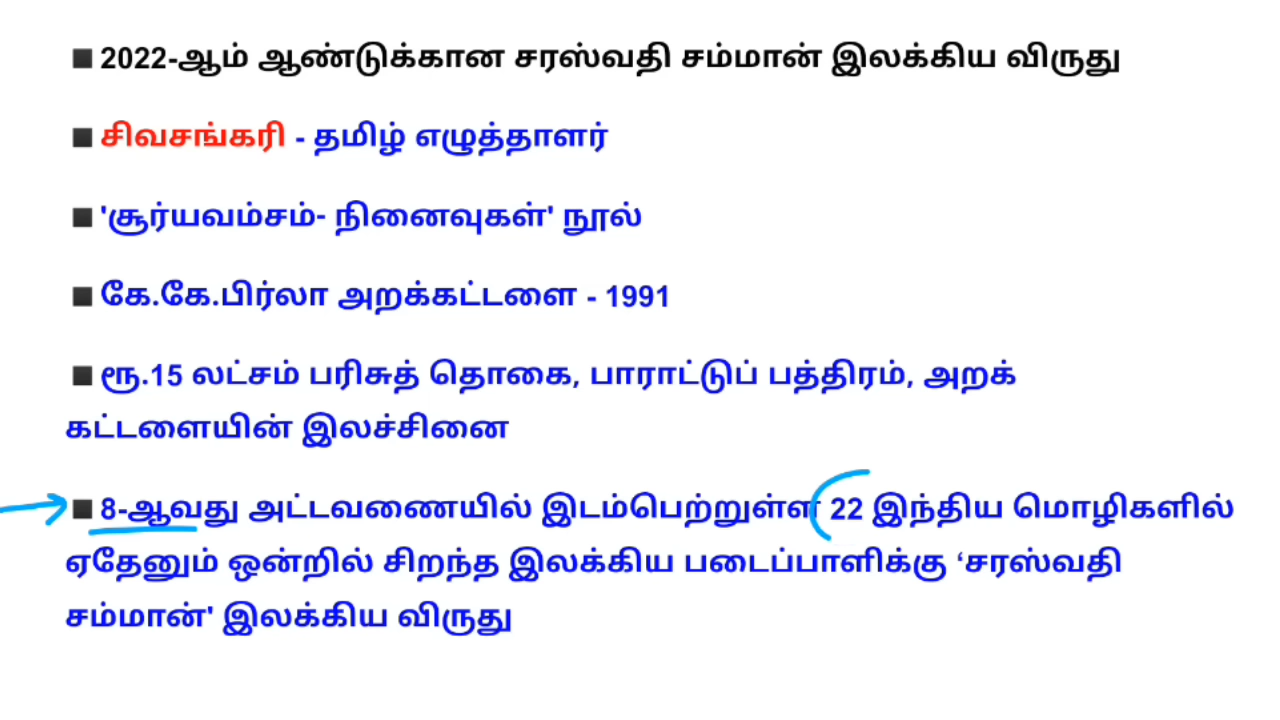 ▪ 2022-ஆம் ஆண்டுக்கான சரஸ்வதி சம்மான் இலக்கிய விருது
▪ சிவசங்கரி - தமிழ் எழுத்தாளர்
▪ 'சூர்யவம்சம்- நினைவுகள்' நூல்
▪ கே.கே.பிர்லா அறக்கட்டளை - 1991
▪ ரூ.15 லட்சம் பரிசுத் தொகை, பாராட்டுப் பத்திரம், அறக்
கட்டளையின் இலச்சினை
▪ 8-ஆவது அட்டவணையில் இடம்பெற்றுள்ள 22 இந்திய மொழிகளில்
ஏதேனும் ஒன்றில் சிறந்த இலக்கிய படைப்பாளிக்கு ‘சரஸ்வதி
சம்மான்' இலக்கிய விருது